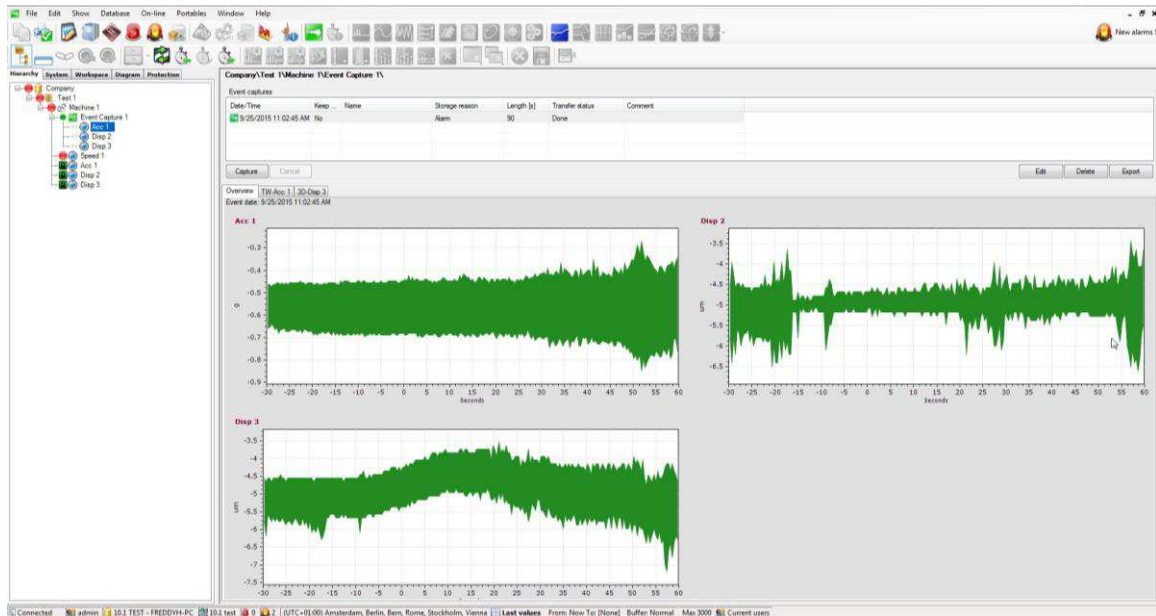 File Edit Show Database On-line Portables Window Help
New alarms !
Hierarchy System Workspace Diagram Protection
Company
Test 1
Machine 1
Event Capture 1
Acc 1
Disp 2
Disp 3
Speed 1
Acc 1
Disp 2
Disp 3
Company\Test 1\Machine 1\Event Capture 1\
Event captures
Date/Time Keep ... Name Storage reason Length [s] Transfer status Comment
9/25/2015 11:02:45 AM No Alarm 90 Done
Capture Cancel Edit Delete Export
Overview TW-Acc 1 3D-Disp 3
Event date: 9/25/2015 11:02:45 AM
Acc 1
-0.3
-0.4
-0.5
-0.6
-0.7
-0.8
-0.9
g
-30 -25 -20 -15 -10 -5 0 5 10 15 20 25 30 35 40 45 50 55 60
Seconds
Disp 2
-3.5
-4
-4.5
-5
-5.5
-6
-6.5
um
-30 -25 -20 -15 -10 -5 0 5 10 15 20 25 30 35 40 45 50 55 60
Seconds
Disp 3
-3.5
-4
-4.5
-5
-5.5
-6
-6.5
-7
-7.5
um
-30 -25 -20 -15 -10 -5 0 5 10 15 20 25 30 35 40 45 50 55 60
Connected admin 10.1 TEST - FREDDYH-PC 10.1 test 0 2 (UTC+01:00) Amsterdam, Berlin, Bern, Rome, Stockholm, Vienna Last values From: Now To: [None] Buffer: Normal Max 3000 Current users